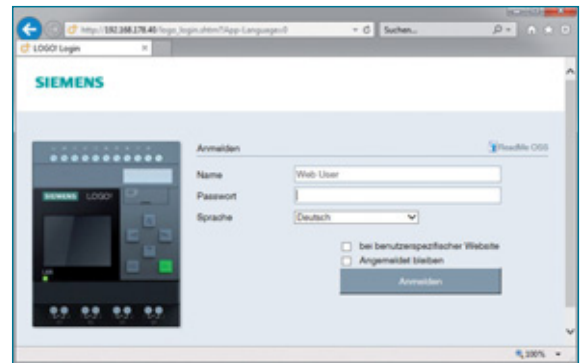 http://192.168.178.40/logo_login.shtm?App-Language=0
Suchen...
LOGO! Login
SIEMENS
Anmelden
ReadMe OSS
Name
Web User
Passwort
Sprache
Deutsch
bei benutzerspezifischer Website
Angemeldet bleiben
Anmelden
SIEMENS
LOGO!
100%